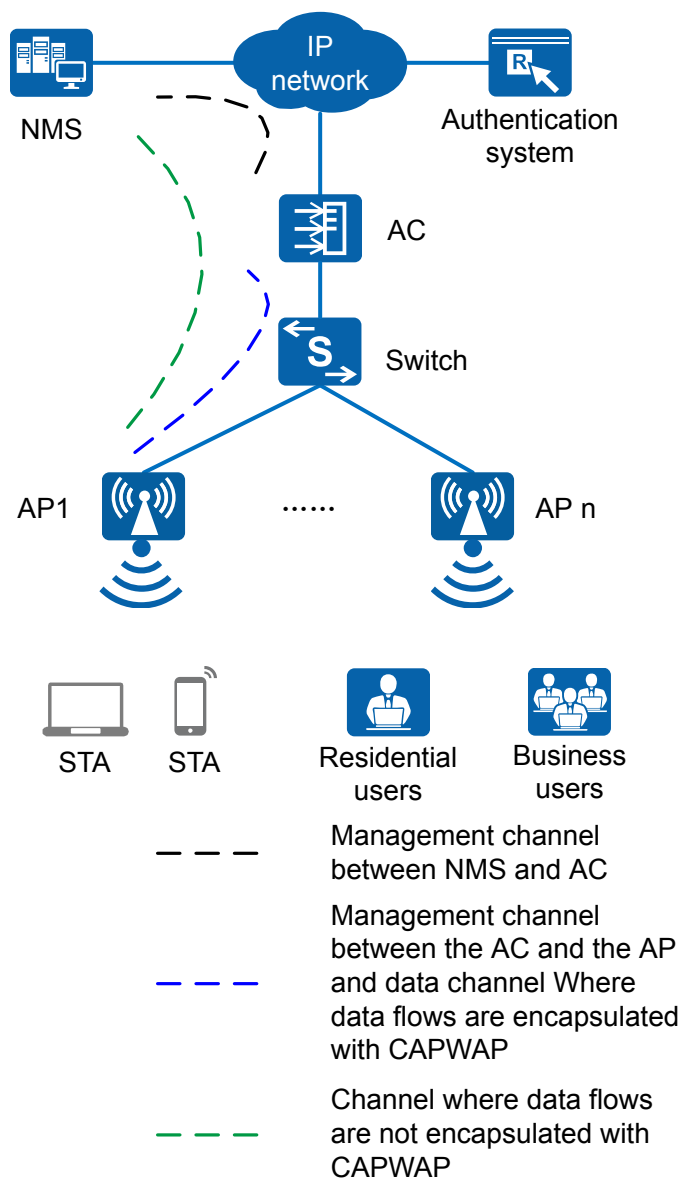 IP
network
NMS
Authentication
system
R
AC
S
Switch
AP1
......
AP n
STA
STA
Residential
users
Business
users
Management channel
between NMS and AC
Management channel
between the AC and the AP
and data channel Where
data flows are encapsulated
with CAPWAP
Channel where data flows
are not encapsulated with
CAPWAP